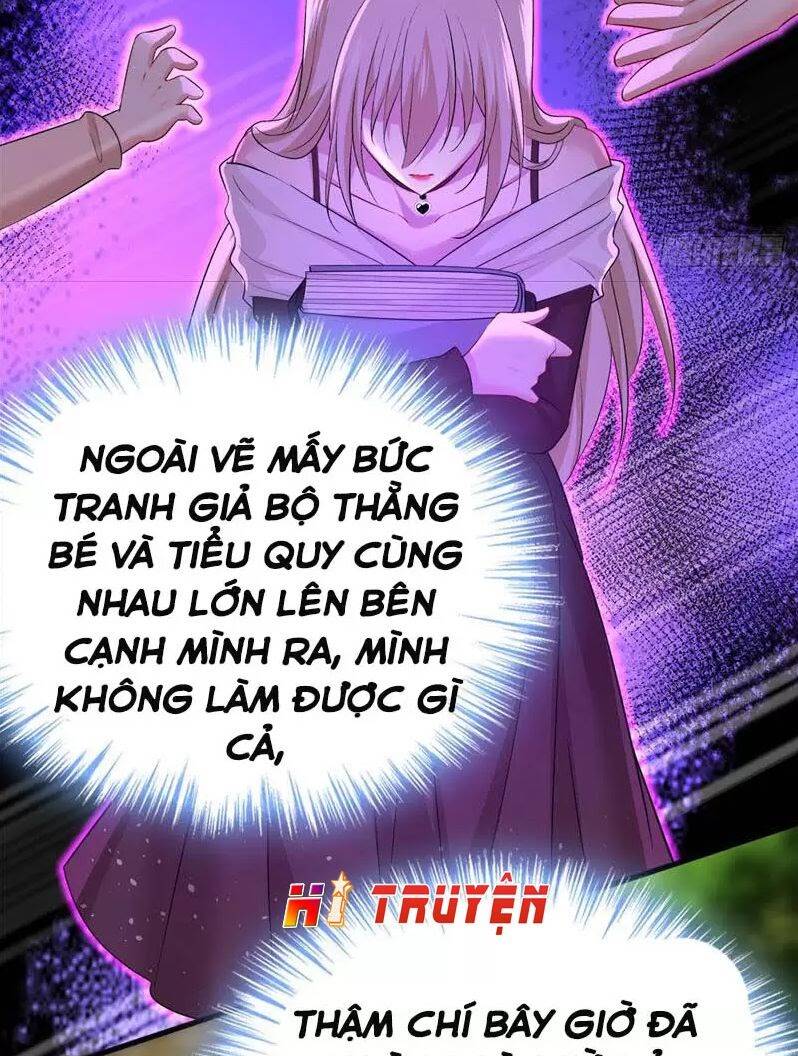 NGOÀI VẼ MẤY BỨC
TRANH GIẢ BỘ THẰNG
BÉ VÀ TIỂU QUY CÙNG
NHAU LỚN LÊN BÊN
CẠNH MÌNH RA, MÌNH
KHÔNG LÀM ĐƯỢC GÌ
CẢ,
HI TRUYỆN
THẬM CHÍ BÂY GIỜ ĐÃ